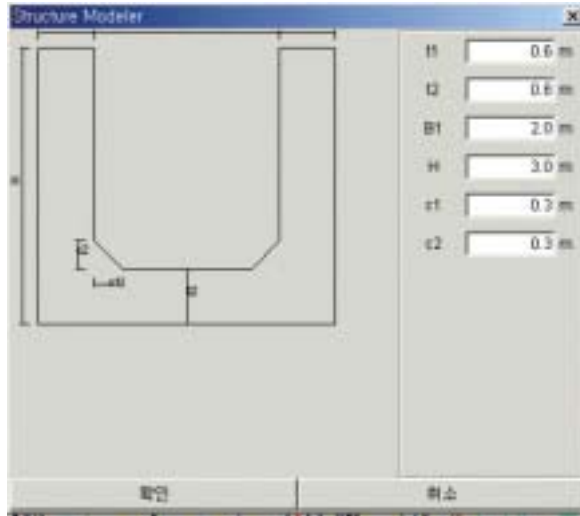 Structure Modeler
t1 0.6 m
t2 0.6 m
B1 2.0 m
H 3.0 m
c1 0.3 m
c2 0.3 m
확인
취소